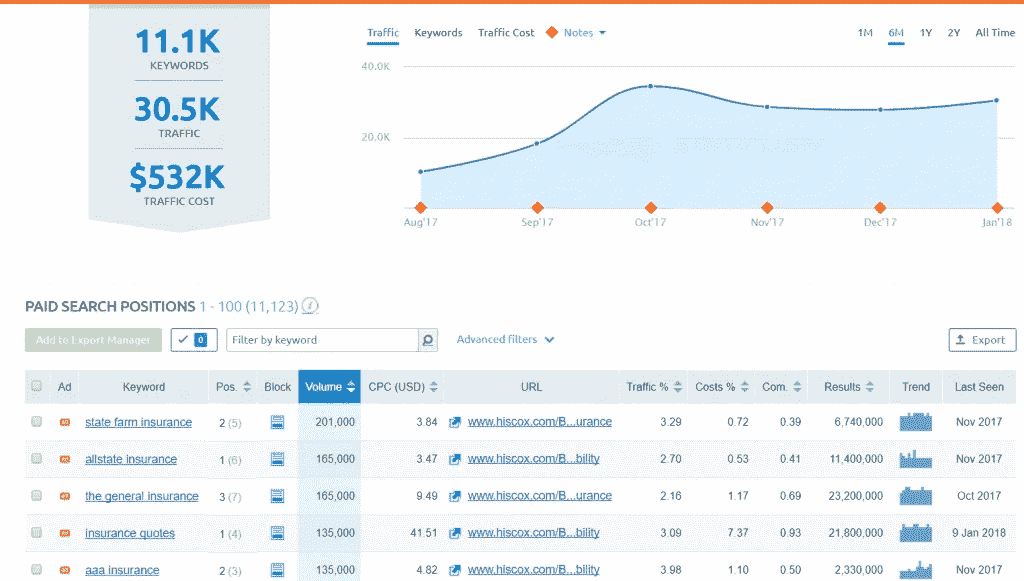 11.1K
KEYWORDS
30.5K
TRAFFIC
$532K
TRAFFIC COST
Traffic Keywords Traffic Cost Notes 1M 6M 1Y 2Y All Time
40.0K
20.0K
Aug'17 Sep'17 Oct'17 Nov'17 Dec'17 Jan'18
PAID SEARCH POSITIONS 1 - 100 (11,123) i
Add to Export Manager 0 Filter by keyword Advanced filters Export
Ad Keyword Pos. Block Volume CPC (USD) URL Traffic % Costs % Com. Results Trend Last Seen
Ad state farm insurance 2 (5) 201,000 3.84 www.hiscox.com/B...urance 3.29 0.72 0.39 6,740,000 Nov 2017
Ad allstate insurance 1 (6) 165,000 3.47 www.hiscox.com/B...bility 2.70 0.53 0.41 11,400,000 Nov 2017
Ad the general insurance 3 (7) 165,000 9.49 www.hiscox.com/B...urance 2.16 1.17 0.69 23,200,000 Oct 2017
Ad insurance quotes 1 (4) 135,000 41.51 www.hiscox.com/B...bility 3.09 7.37 0.93 21,800,000 9 Jan 2018
Ad aaa insurance 2 (3) 135,000 4.82 www.hiscox.com/B...bility 3.98 1.10 0.50 2,330,000 Nov 2017